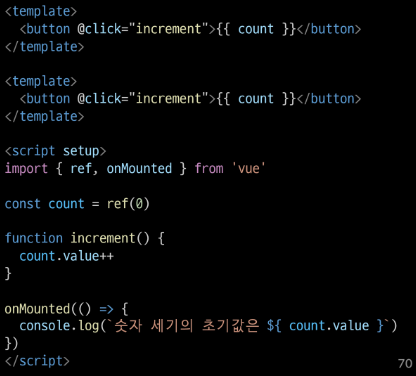 <template>
  <button @click="increment">{{ count }}</button>
</template>

<template>
  <button @click="increment">{{ count }}</button>
</template>

<script setup>
import { ref, onMounted } from 'vue'

const count = ref(0)

function increment() {
  count.value++
}

onMounted(() => {
  console.log(`숫자 세기의 초기값은 ${ count.value }`)
})
</script>
70